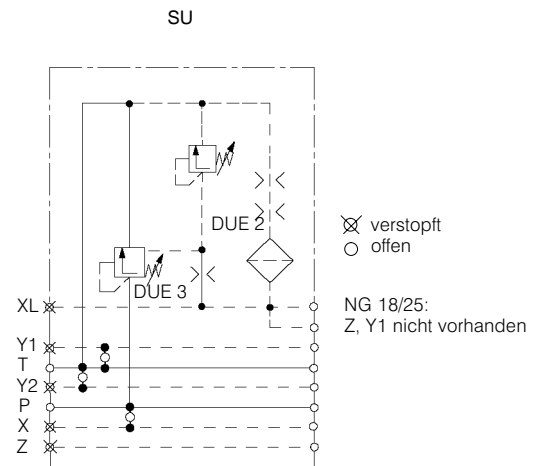 SU
DUE 2
verstopft
offen
DUE 3
XL
NG 18/25:
Z, Y1 nicht vorhanden
Y1
T
Y2
P
X
Z